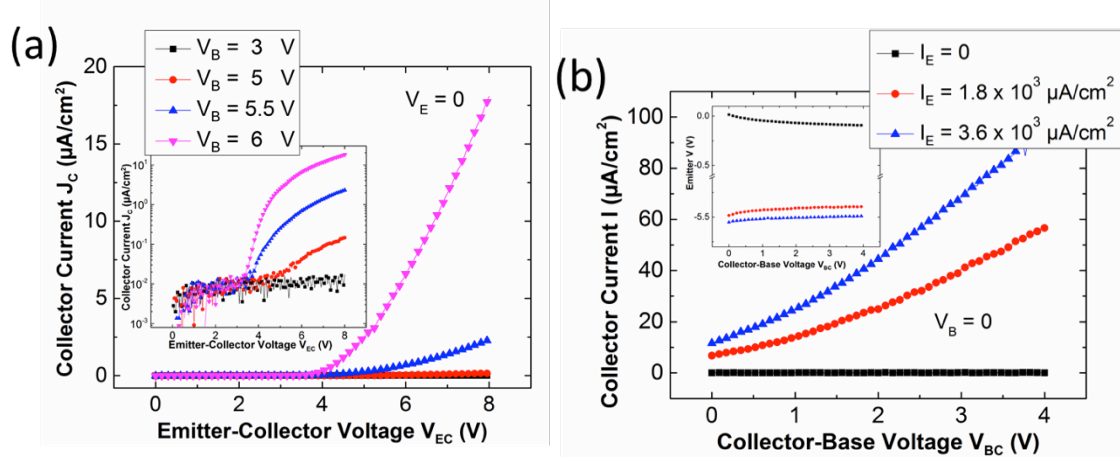 (a)
V_B = 3 V
V_B = 5 V
V_B = 5.5 V
V_B = 6 V
V_E = 0
Collector Current J_C (μA/cm²)
20
15
10
5
0
0 2 4 6 8
Emitter-Collector Voltage V_EC (V)
Collector Current J_C (μA/cm²)
10¹
10⁰
10⁻¹
10⁻²
10⁻³
0 1 2 3 4 5 6 7 8
Emitter-Collector Voltage V_EC (V)
(b)
I_E = 0
I_E = 1.8 x 10³ μA/cm²
I_E = 3.6 x 10³ μA/cm²
V_B = 0
Collector Current I (μA/cm²)
100
80
60
40
20
0
0 1 2 3 4
Collector-Base Voltage V_BC (V)
Emitter V (V)
0.0
-0.5
-5.5
0 1 2 3 4
Collector-Base Voltage V_BC (V)